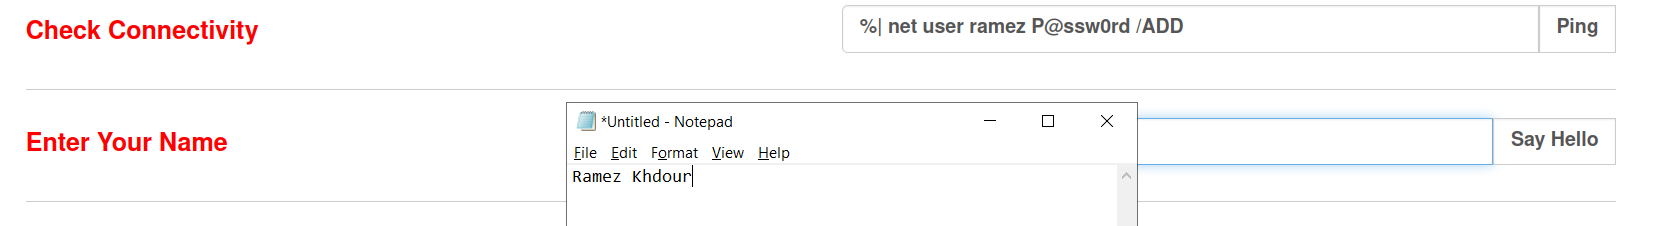 Check Connectivity
%| net user ramez P@ssw0rd /ADD
Ping
*Untitled - Notepad
Enter Your Name
Say Hello
File Edit Format View Help
Ramez Khdour